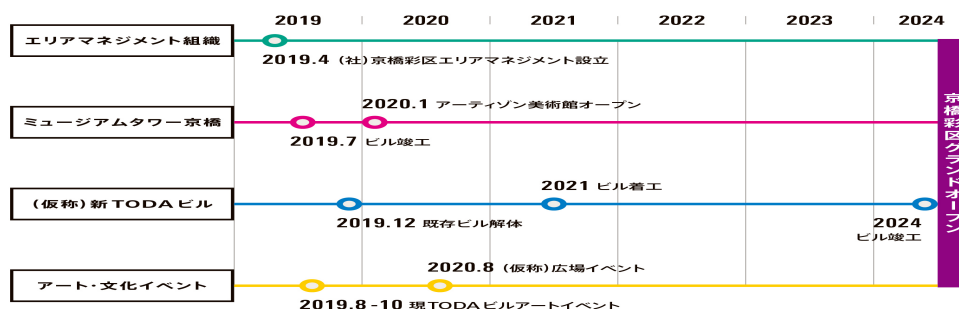 2019 2020 2021 2022 2023 2024
エリアマネジメント組織
2019.4 (社)京橋彩区エリアマネジメント設立
2020.1 アーティゾン美術館オープン
ミュージアムタワー京橋
2019.7 ビル竣工
2021 ビル着工
(仮称)新TODAビル
2019.12 既存ビル解体
2024
ビル竣工
2020.8 (仮称)広場イベント
アート・文化イベント
2019.8-10 現TODAビルアートイベント
京橋彩区グランドオープン